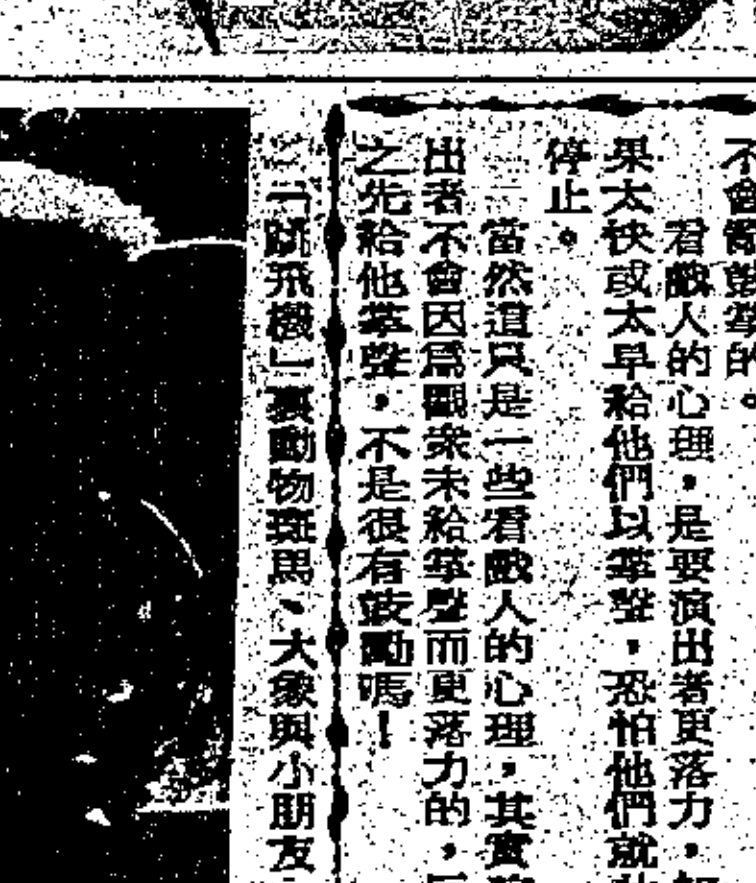 不會獨鼓掌的。
看戲人的心理，是要演出者更落力，如
果太快或太早給他們以掌聲，恐怕他們就此
停止。
當然這只是一些看戲人的心理，其實
出者不會因爲觀衆未給掌聲而更落力的，反
之先給他掌聲，不是很有鼓勵嗎！
「跳飛機」裏動物斑馬、大象與小朋友